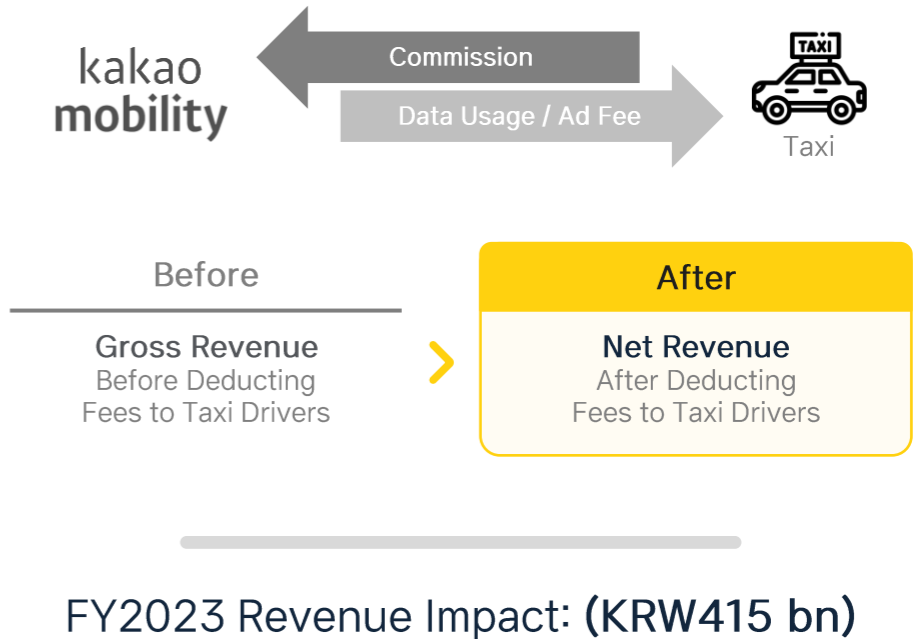 kakao
mobility
Commission
Data Usage / Ad Fee
TAXI
Taxi
Before
Gross Revenue
Before Deducting
Fees to Taxi Drivers
After
Net Revenue
After Deducting
Fees to Taxi Drivers
FY2023 Revenue Impact: (KRW415 bn)